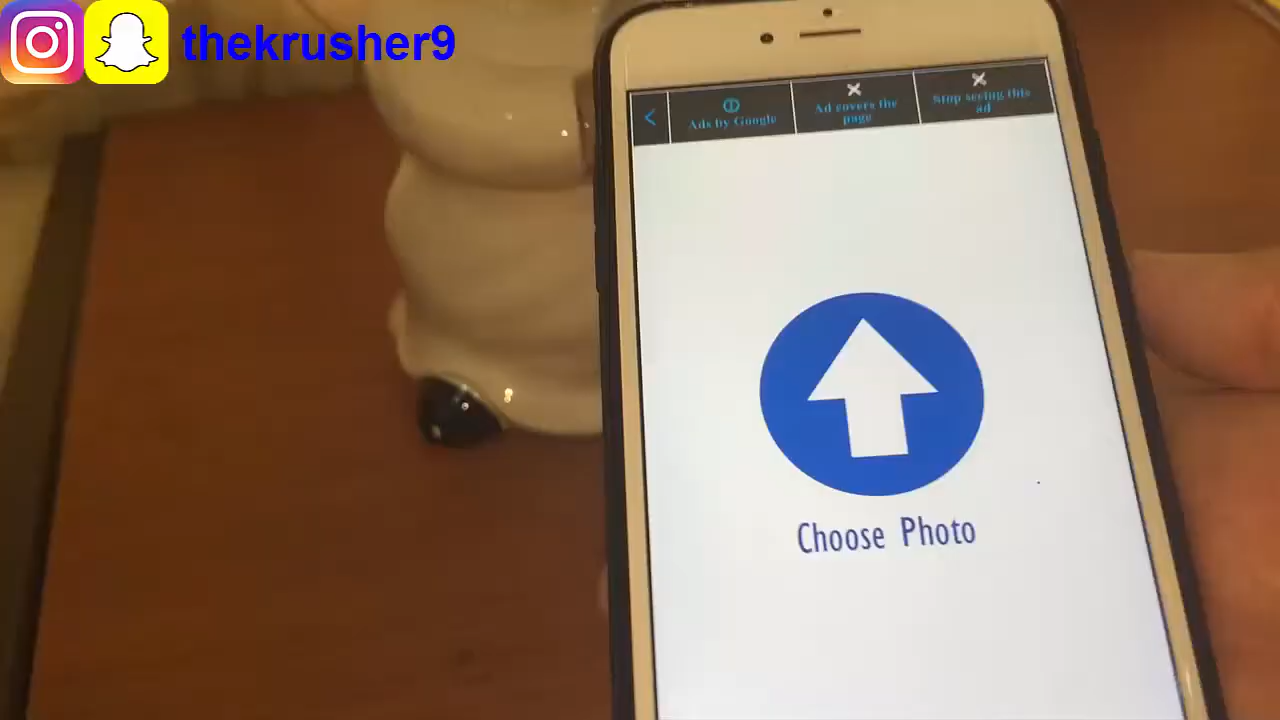 thekrusher9
Ads by Google
Ad covers the
page
Stop seeing this
ad
Choose Photo